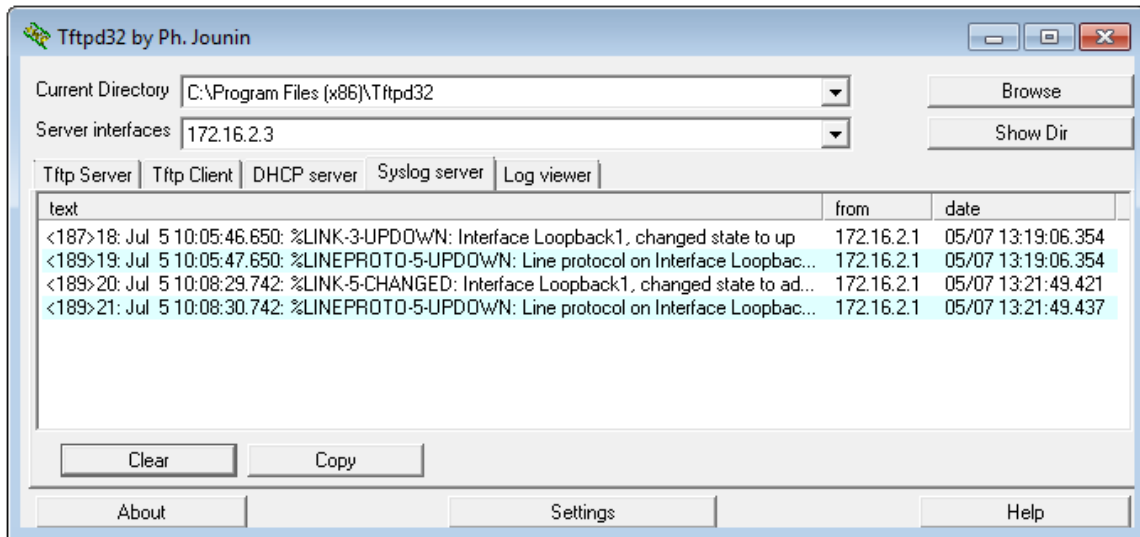 Tftpd32 by Ph. Jounin
Current Directory C:\Program Files (x86)\Tftpd32 Browse
Server interfaces 172.16.2.3 Show Dir
Tftp Server Tftp Client DHCP server Syslog server Log viewer
text from date
<187>18: Jul 5 10:05:46.650: %LINK-3-UPDOWN: Interface Loopback1, changed state to up 172.16.2.1 05/07 13:19:06.354
<189>19: Jul 5 10:05:47.650: %LINEPROTO-5-UPDOWN: Line protocol on Interface Loopbac... 172.16.2.1 05/07 13:19:06.354
<189>20: Jul 5 10:08:29.742: %LINK-5-CHANGED: Interface Loopback1, changed state to ad... 172.16.2.1 05/07 13:21:49.421
<189>21: Jul 5 10:08:30.742: %LINEPROTO-5-UPDOWN: Line protocol on Interface Loopbac... 172.16.2.1 05/07 13:21:49.437
Clear Copy
About Settings Help